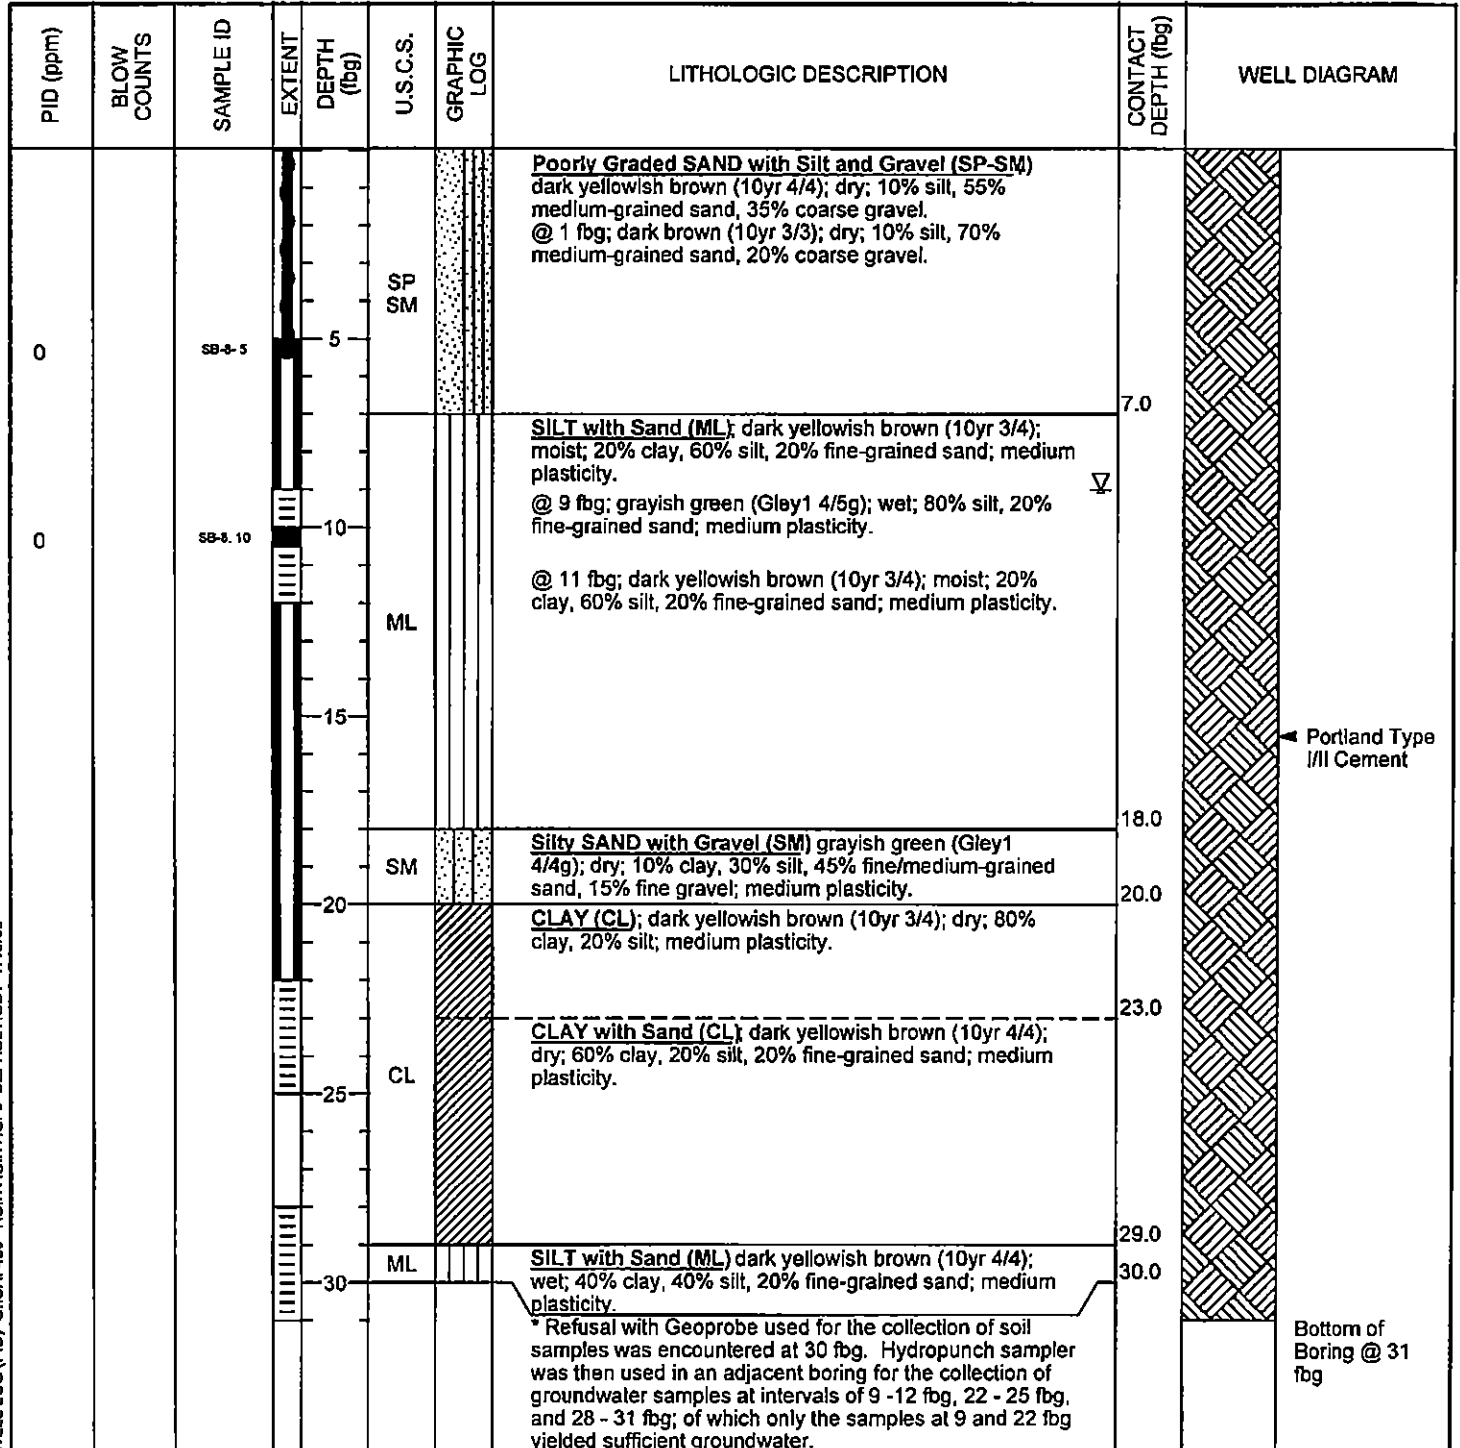 PID (ppm)
BLOW
COUNTS
SAMPLE ID
EXTENT
DEPTH
(fbg)
U.S.C.S.
GRAPHIC
LOG
LITHOLOGIC DESCRIPTION
CONTACT
DEPTH (fbg)
WELL DIAGRAM
Poorly Graded SAND with Silt and Gravel (SP-SM)
dark yellowish brown (10yr 4/4); dry; 10% silt, 55%
medium-grained sand, 35% coarse gravel.
@ 1 fbg; dark brown (10yr 3/3); dry; 10% silt, 70%
medium-grained sand, 20% coarse gravel.
SP
SM
0
SB-8-5
5
7.0
SILT with Sand (ML); dark yellowish brown (10yr 3/4);
moist; 20% clay, 60% silt, 20% fine-grained sand; medium
plasticity.
@ 9 fbg; grayish green (Gley1 4/5g); wet; 80% silt, 20%
fine-grained sand; medium plasticity.
0
SB-8. 10
10
@ 11 fbg; dark yellowish brown (10yr 3/4); moist; 20%
clay, 60% silt, 20% fine-grained sand; medium plasticity.
ML
15
Portland Type
I/II Cement
18.0
Silty SAND with Gravel (SM) grayish green (Gley1
4/4g); dry; 10% clay, 30% silt, 45% fine/medium-grained
sand, 15% fine gravel; medium plasticity.
SM
20.0
20
CLAY (CL); dark yellowish brown (10yr 3/4); dry; 80%
clay, 20% silt; medium plasticity.
23.0
CLAY with Sand (CL); dark yellowish brown (10yr 4/4);
dry; 60% clay, 20% silt, 20% fine-grained sand; medium
plasticity.
CL
25
29.0
SILT with Sand (ML) dark yellowish brown (10yr 4/4);
wet; 40% clay, 40% silt, 20% fine-grained sand; medium
plasticity.
ML
30.0
30
* Refusal with Geoprobe used for the collection of soil
samples was encountered at 30 fbg. Hydropunch sampler
was then used in an adjacent boring for the collection of
groundwater samples at intervals of 9 -12 fbg, 22 - 25 fbg,
and 28 - 31 fbg; of which only the samples at 9 and 22 fbg
yielded sufficient groundwater.
Bottom of
Boring @ 31
fbg